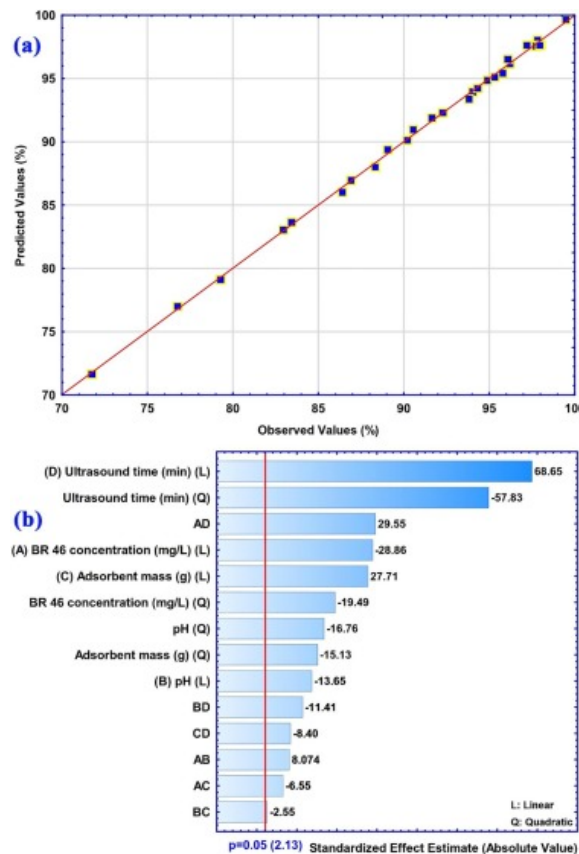 100
(a)
95
90
85
80
75
70
Predicted Values (%)
70 75 80 85 90 95 100
Observed Values (%)
(b)
(D) Ultrasound time (min) (L) 68.65
Ultrasound time (min) (Q) -57.83
AD 29.55
(A) BR 46 concentration (mg/L) (L) -28.86
(C) Adsorbent mass (g) (L) 27.71
BR 46 concentration (mg/L) (Q) -19.49
pH (Q) -16.76
Adsorbent mass (g) (Q) -15.13
(B) pH (L) -13.65
BD -11.41
CD -8.40
AB 8.074
AC -6.55
BC -2.55
L: Linear
Q: Quadratic
p=0.05 (2.13) Standardized Effect Estimate (Absolute Value)